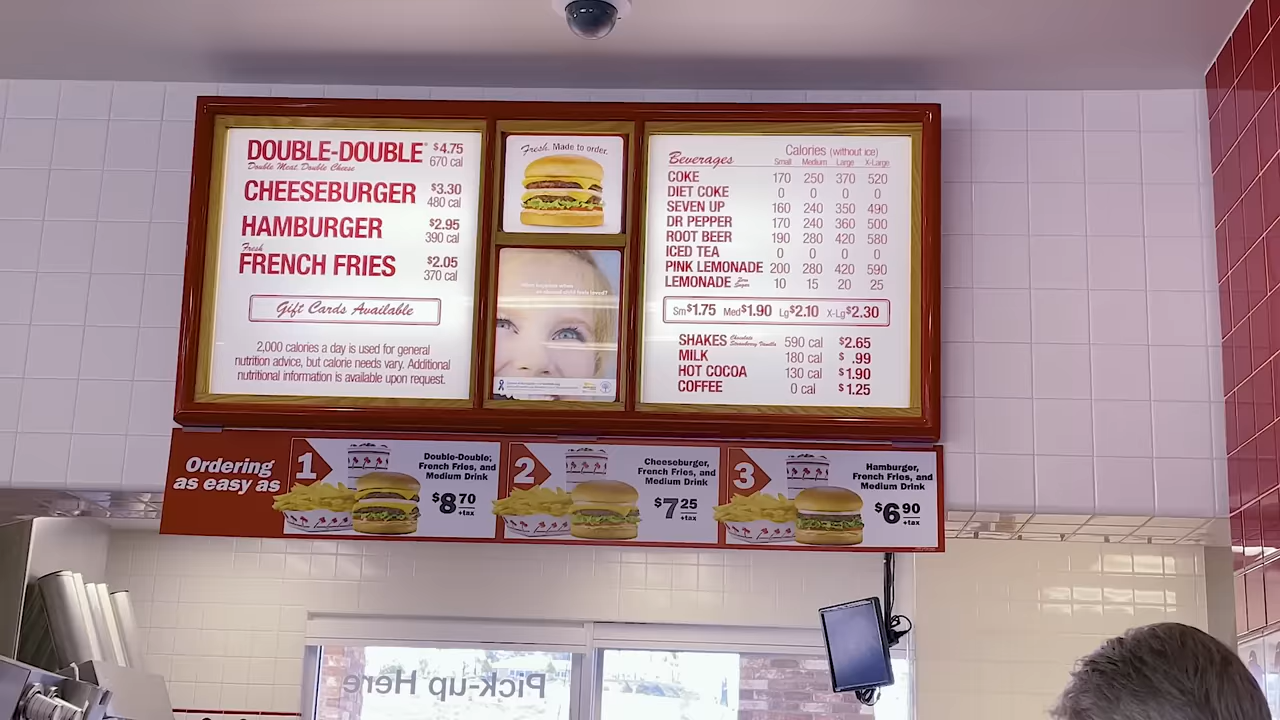 DOUBLE-DOUBLE® $4.75
Double Meat, Double Cheese 670 cal
CHEESEBURGER $3.30
480 cal
HAMBURGER $2.95
390 cal
Fresh
FRENCH FRIES $2.05
370 cal
Gift Cards Available
2,000 calories a day is used for general
nutrition advice, but calorie needs vary. Additional
nutritional information is available upon request.
Fresh. Made to order.
Calories (without ice)
Beverages Small Medium Large X-Large
COKE 170 250 370 520
DIET COKE 0 0 0 0
SEVEN UP 160 240 350 490
DR PEPPER 170 240 360 500
ROOT BEER 190 280 420 580
ICED TEA 0 0 0 0
PINK LEMONADE 200 280 420 590
LEMONADE Zero Sugar 10 15 20 25
Sm $1.75 Med $1.90 Lg $2.10 X-Lg $2.30
SHAKES Chocolate Strawberry Vanilla 590 cal $2.65
MILK 180 cal $ .99
HOT COCOA 130 cal $1.90
COFFEE 0 cal $1.25
Ordering
as easy as
1
Double-Double,
French Fries, and
Medium Drink
$8 70
+tax
2
Cheeseburger,
French Fries, and
Medium Drink
$7 25
+tax
3
Hamburger,
French Fries, and
Medium Drink
$6 90
+tax
Pick-up Here